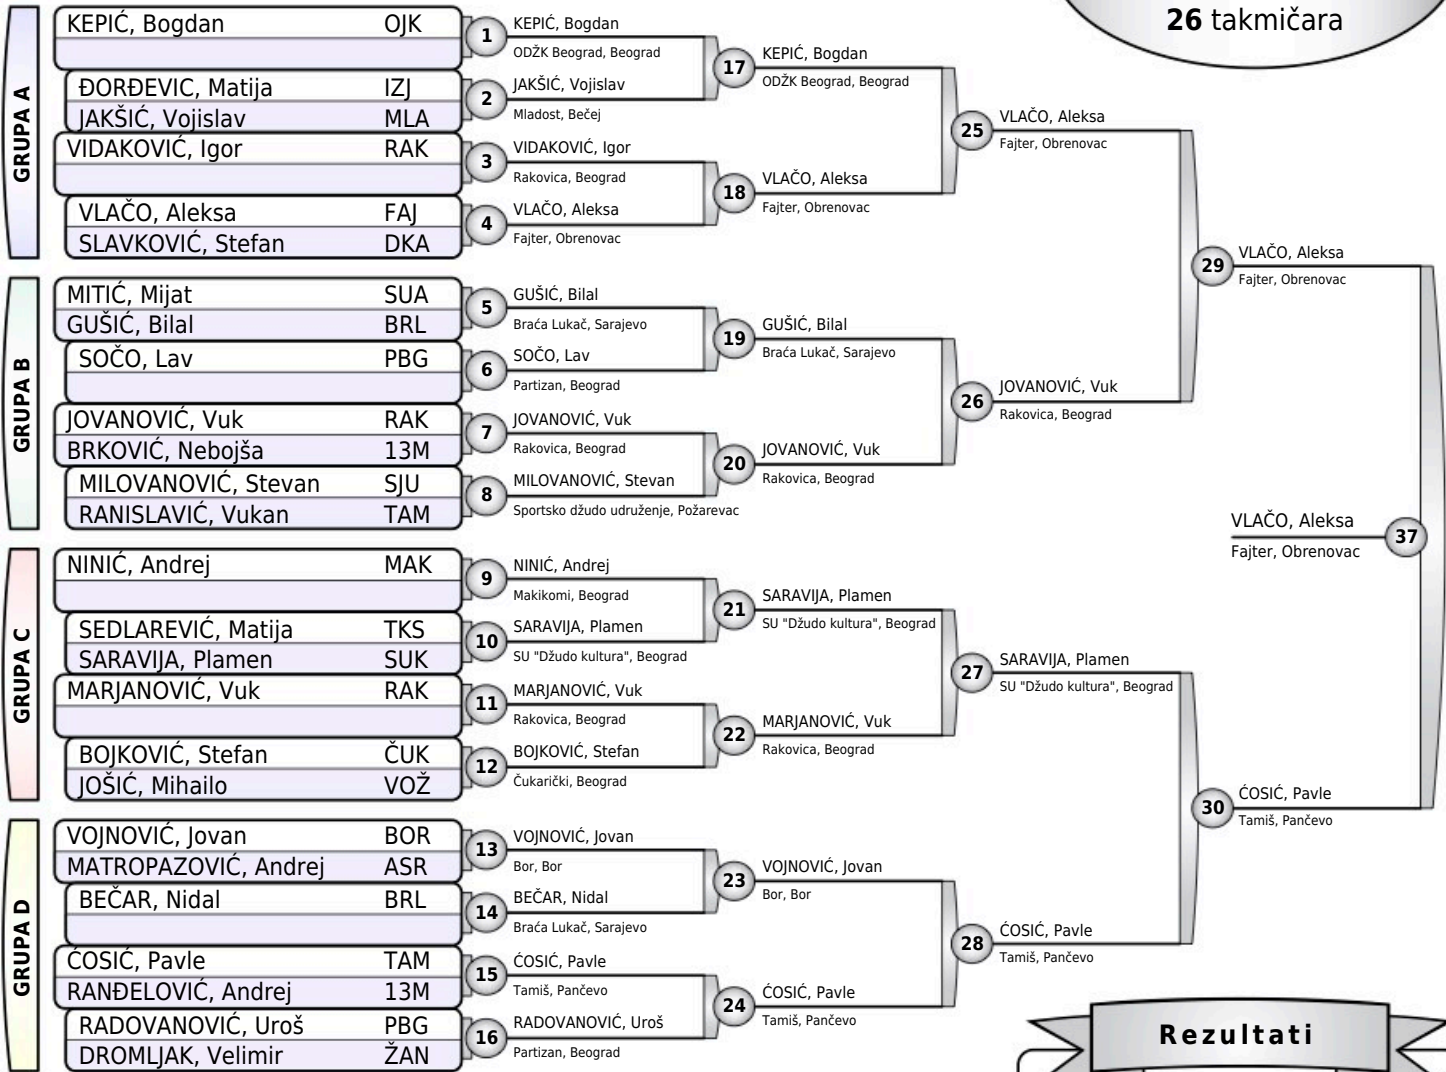 26 takmičara
GRUPA A
KEPIĆ, Bogdan OJK
ĐORĐEVIC, Matija IZJ
JAKŠIĆ, Vojislav MLA
VIDAKOVIĆ, Igor RAK
VLAČO, Aleksa FAJ
SLAVKOVIĆ, Stefan DKA
GRUPA B
MITIĆ, Mijat SUA
GUŠIĆ, Bilal BRL
SOČO, Lav PBG
JOVANOVIĆ, Vuk RAK
BRKOVIĆ, Nebojša 13M
MILOVANOVIĆ, Stevan SJU
RANISLAVIĆ, Vukan TAM
GRUPA C
NINIĆ, Andrej MAK
SEDLAREVIĆ, Matija TKS
SARAVIJA, Plamen SUK
MARJANOVIĆ, Vuk RAK
BOJKOVIĆ, Stefan ČUK
JOŠIĆ, Mihailo VOŽ
GRUPA D
VOJNOVIĆ, Jovan BOR
MATROPAZOVIĆ, Andrej ASR
BEČAR, Nidal BRL
ĆOSIĆ, Pavle TAM
RANĐELOVIĆ, Andrej 13M
RADOVANOVIĆ, Uroš PBG
DROMLJAK, Velimir ŽAN
1 KEPIĆ, Bogdan
ODŽK Beograd, Beograd
2 JAKŠIĆ, Vojislav
Mladost, Bečej
3 VIDAKOVIĆ, Igor
Rakovica, Beograd
4 VLAČO, Aleksa
Fajter, Obrenovac
5 GUŠIĆ, Bilal
Braća Lukač, Sarajevo
6 SOČO, Lav
Partizan, Beograd
7 JOVANOVIĆ, Vuk
Rakovica, Beograd
8 MILOVANOVIĆ, Stevan
Sportsko džudo udruženje, Požarevac
9 NINIĆ, Andrej
Makikomi, Beograd
10 SARAVIJA, Plamen
SU "Džudo kultura", Beograd
11 MARJANOVIĆ, Vuk
Rakovica, Beograd
12 BOJKOVIĆ, Stefan
Čukarički, Beograd
13 VOJNOVIĆ, Jovan
Bor, Bor
14 BEČAR, Nidal
Braća Lukač, Sarajevo
15 ĆOSIĆ, Pavle
Tamiš, Pančevo
16 RADOVANOVIĆ, Uroš
Partizan, Beograd
17 KEPIĆ, Bogdan
ODŽK Beograd, Beograd
18 VLAČO, Aleksa
Fajter, Obrenovac
19 GUŠIĆ, Bilal
Braća Lukač, Sarajevo
20 JOVANOVIĆ, Vuk
Rakovica, Beograd
21 SARAVIJA, Plamen
SU "Džudo kultura", Beograd
22 MARJANOVIĆ, Vuk
Rakovica, Beograd
23 VOJNOVIĆ, Jovan
Bor, Bor
24 ĆOSIĆ, Pavle
Tamiš, Pančevo
25 VLAČO, Aleksa
Fajter, Obrenovac
26 JOVANOVIĆ, Vuk
Rakovica, Beograd
27 SARAVIJA, Plamen
SU "Džudo kultura", Beograd
28 ĆOSIĆ, Pavle
Tamiš, Pančevo
29 VLAČO, Aleksa
Fajter, Obrenovac
30 ĆOSIĆ, Pavle
Tamiš, Pančevo
VLAČO, Aleksa 37
Fajter, Obrenovac
Rezultati